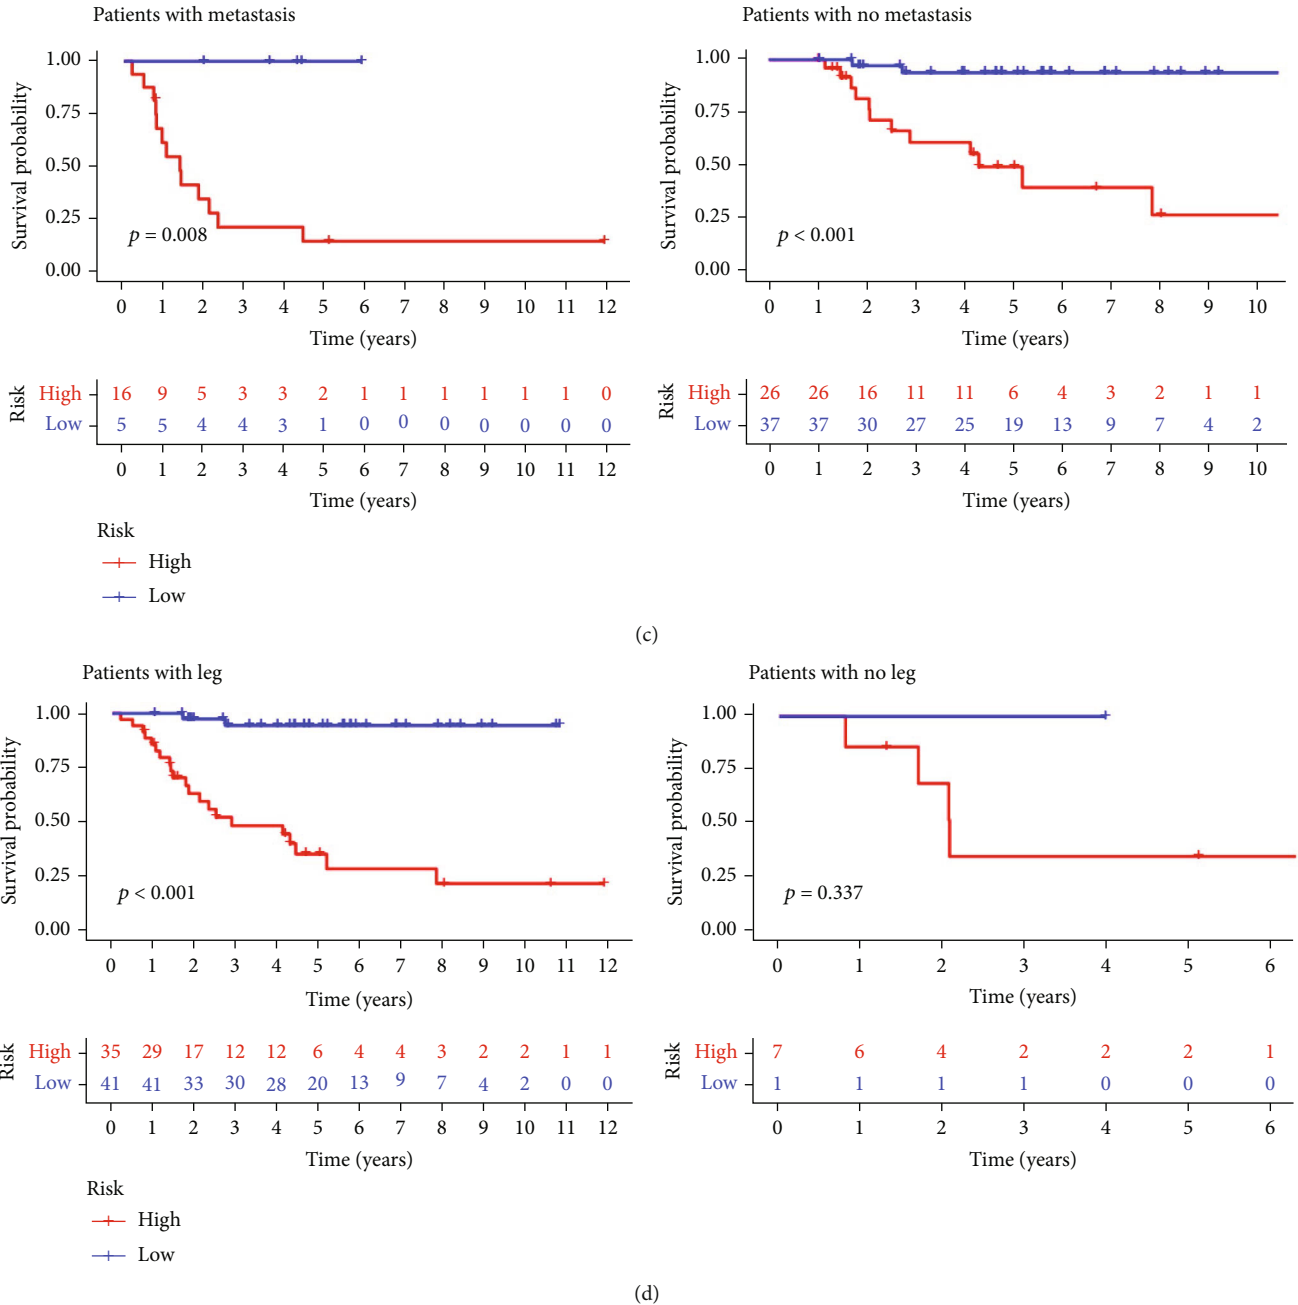 Patients with metastasis
Survival probability
1.00
0.75
0.50
0.25
0.00
p = 0.008
0 1 2 3 4 5 6 7 8 9 10 11 12
Time (years)
Risk
High 16 9 5 3 3 2 1 1 1 1 1 1 0
Low 5 5 4 4 3 1 0 0 0 0 0 0 0
0 1 2 3 4 5 6 7 8 9 10 11 12
Time (years)
Patients with no metastasis
Survival probability
1.00
0.75
0.50
0.25
0.00
p < 0.001
0 1 2 3 4 5 6 7 8 9 10
Time (years)
Risk
High 26 26 16 11 11 6 4 3 2 1 1
Low 37 37 30 27 25 19 13 9 7 4 2
0 1 2 3 4 5 6 7 8 9 10
Time (years)
Risk
High
Low
(c)
Patients with leg
Survival probability
1.00
0.75
0.50
0.25
0.00
p < 0.001
0 1 2 3 4 5 6 7 8 9 10 11 12
Time (years)
Risk
High 35 29 17 12 12 6 4 4 3 2 2 1 1
Low 41 41 33 30 28 20 13 9 7 4 2 0 0
0 1 2 3 4 5 6 7 8 9 10 11 12
Time (years)
Patients with no leg
Survival probability
1.00
0.75
0.50
0.25
0.00
p = 0.337
0 1 2 3 4 5 6
Time (years)
Risk
High 7 6 4 2 2 2 1
Low 1 1 1 1 0 0 0
0 1 2 3 4 5 6
Time (years)
Risk
High
Low
(d)